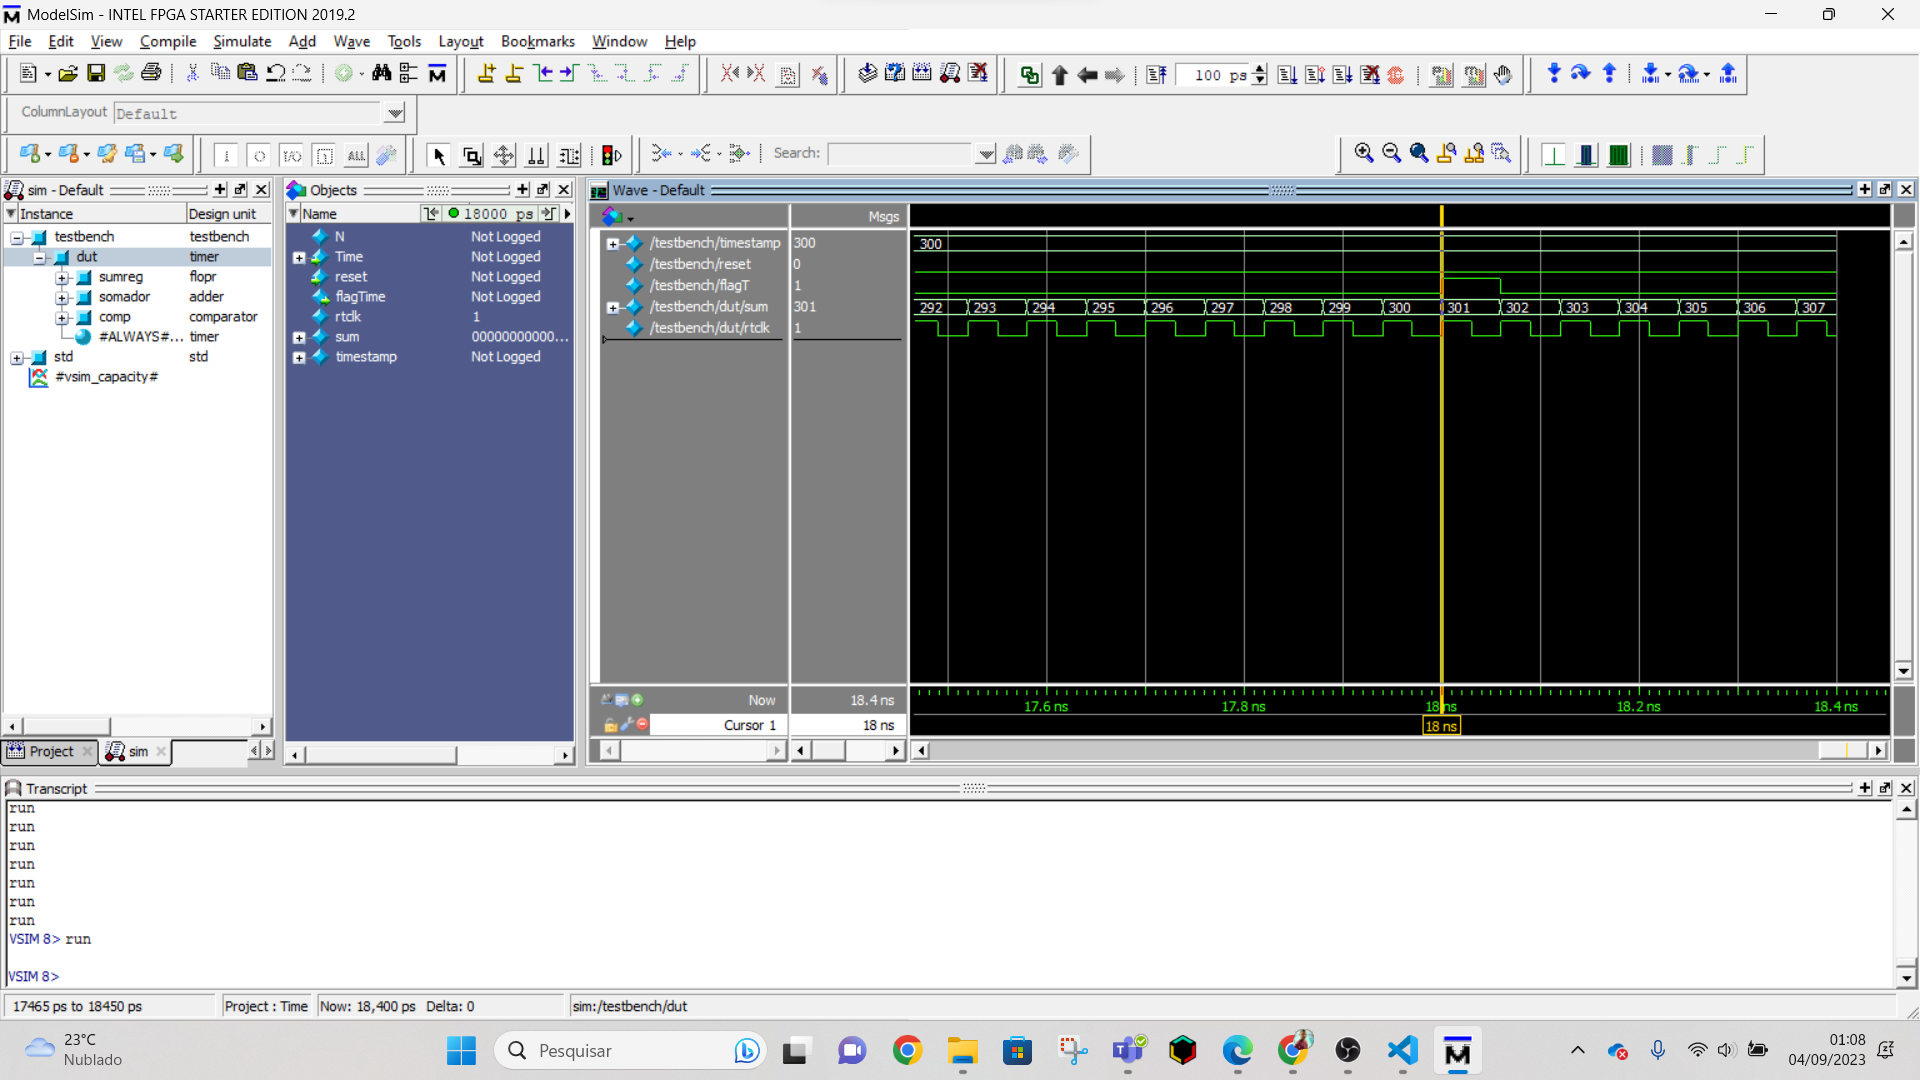 ModelSim - INTEL FPGA STARTER EDITION 2019.2
File Edit View Compile Simulate Add Wave Tools Layout Bookmarks Window Help
100 ps
ColumnLayout Default
Search:
sim - Default
Instance Design unit
testbench testbench
dut timer
sumreg flopr
somador adder
comp comparator
#ALWAYS#... timer
std std
#vsim_capacity#
Project sim
Objects
Name 18000 ps
N Not Logged
Time Not Logged
reset Not Logged
flagTime Not Logged
rtclk 1
sum 00000000000...
timestamp Not Logged
Wave - Default
Msgs
/testbench/timestamp 300 300
/testbench/reset 0
/testbench/flagT 1
/testbench/dut/sum 301 292 293 294 295 296 297 298 299 300 301 302 303 304 305 306 307
/testbench/dut/rtclk 1
Now 18.4 ns 17.6 ns 17.8 ns 18 ns 18.2 ns 18.4 ns
Cursor 1 18 ns 18 ns
Transcript
run
run
run
run
run
run
run
VSIM 8> run
VSIM 8>
17465 ps to 18450 ps Project : Time Now: 18,400 ps Delta: 0 sim:/testbench/dut
23°C
Nublado
Pesquisar
01:08
04/09/2023